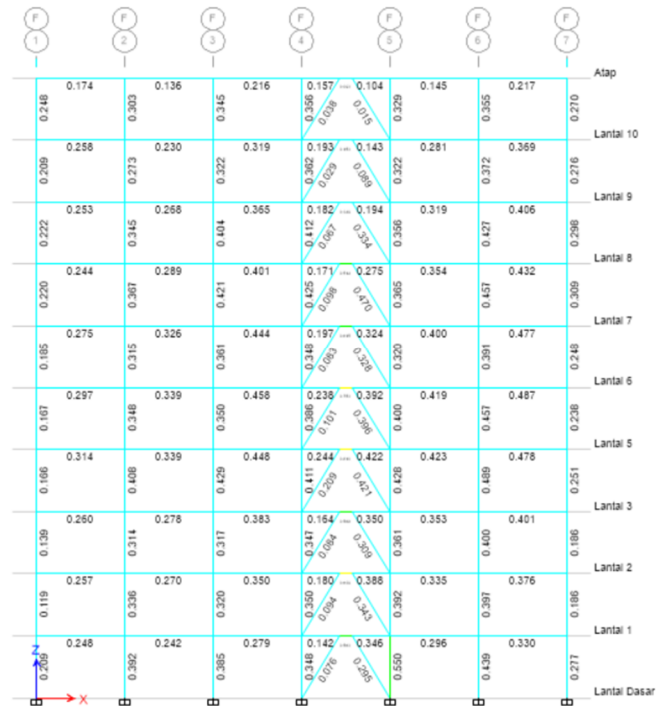 F F F F F F F
1 2 3 4 5 6 7
Atap
0.174 0.136 0.216 0.157 0.104 0.145 0.217
0.248 0.303 0.345 0.356 0.038 0.015 0.329 0.355 0.270
Lantai 10
0.258 0.230 0.319 0.193 0.143 0.281 0.369
0.209 0.273 0.322 0.362 0.029 0.089 0.322 0.372 0.276
Lantai 9
0.253 0.268 0.365 0.182 0.194 0.319 0.406
0.222 0.345 0.404 0.412 0.067 0.334 0.356 0.427 0.298
Lantai 8
0.244 0.289 0.401 0.171 0.275 0.354 0.432
0.220 0.367 0.421 0.425 0.098 0.470 0.365 0.457 0.309
Lantai 7
0.275 0.326 0.444 0.197 0.324 0.400 0.477
0.185 0.315 0.361 0.348 0.083 0.328 0.320 0.391 0.248
Lantai 6
0.297 0.339 0.458 0.238 0.392 0.419 0.487
0.167 0.348 0.350 0.386 0.101 0.396 0.400 0.457 0.238
Lantai 5
0.314 0.339 0.448 0.244 0.422 0.423 0.478
0.166 0.408 0.429 0.411 0.209 0.421 0.428 0.489 0.251
Lantai 3
0.260 0.278 0.383 0.164 0.350 0.353 0.401
0.139 0.314 0.317 0.347 0.084 0.309 0.361 0.400 0.186
Lantai 2
0.257 0.270 0.350 0.180 0.388 0.335 0.376
0.119 0.336 0.320 0.350 0.094 0.343 0.392 0.397 0.186
Lantai 1
0.248 0.242 0.279 0.142 0.346 0.296 0.330
0.209 0.392 0.385 0.348 0.076 0.295 0.550 0.439 0.277
Z
X
Lantai Dasar